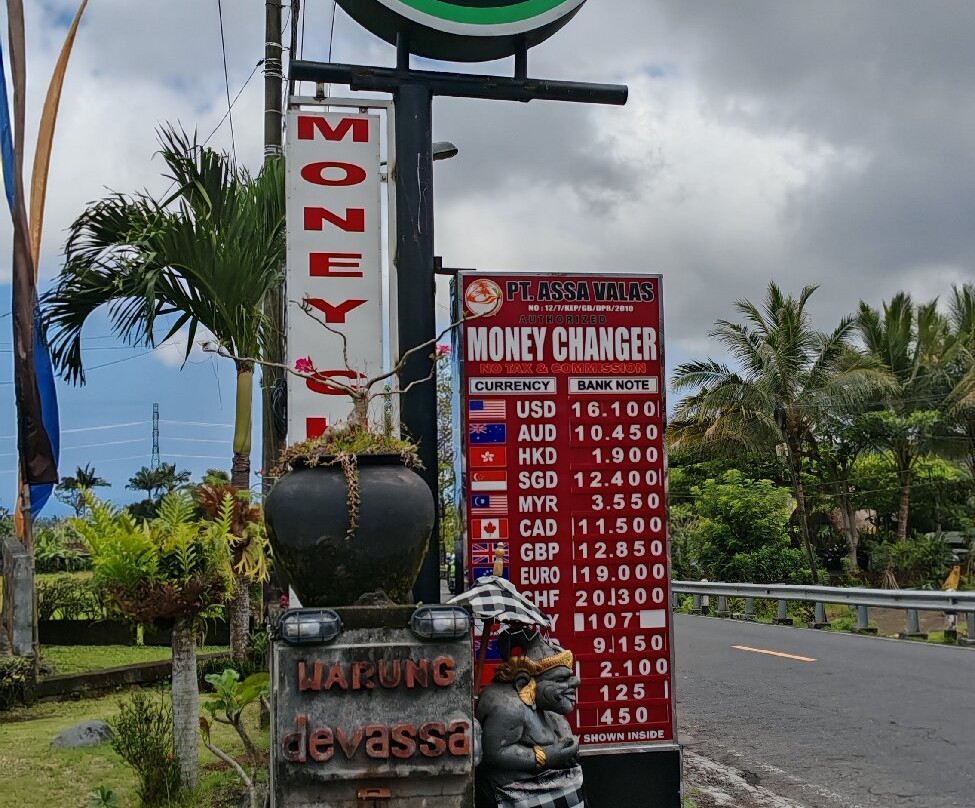 MONEY C
PT. ASSA VALAS
NO : 12/7/KEP/GB/DPR/2010
AUTHORIZED
MONEY CHANGER
NO TAX & COMMISSION
CURRENCY BANK NOTE
USD 16.100
AUD 10.450
HKD 1.900
SGD 12.400
MYR 3.550
CAD 11.500
GBP 12.850
EURO 19.000
CHF 20.300
Y 107
9.150
2.100
125
450
SHOWN INSIDE
WARUNG
devassa